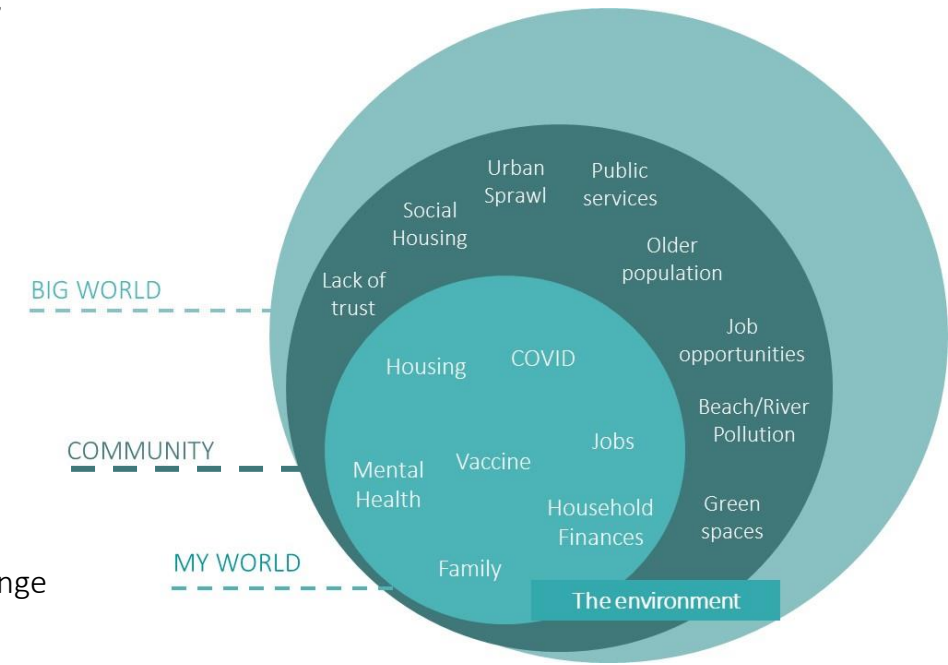 Urban
Sprawl
Public
services
Social
Housing
Older
population
Lack of
trust
BIG WORLD
Job
opportunities
Housing
COVID
Beach/River
Pollution
Jobs
COMMUNITY
Vaccine
Mental
Health
Household
Finances
Green
spaces
MY WORLD
Family
nge
The environment